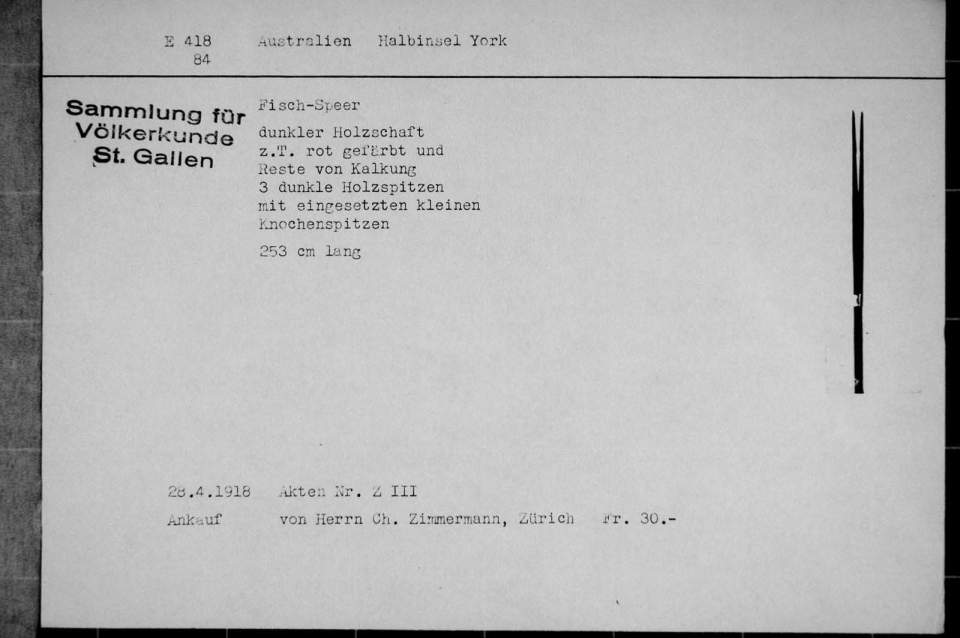 E 418 Australien Halbinsel York
84
Sammlung für
Völkerkunde
St. Gallen
Fisch-Speer
dunkler Holzschaft
z.T. rot gefärbt und
Reste von Kalkung
3 dunkle Holzspitzen
mit eingesetzten kleinen
Knochenspitzen
253 cm lang
28.4.1918 Akten Nr. Z III
Ankauf von Herrn Ch. Zimmermann, Zürich Fr. 30.-